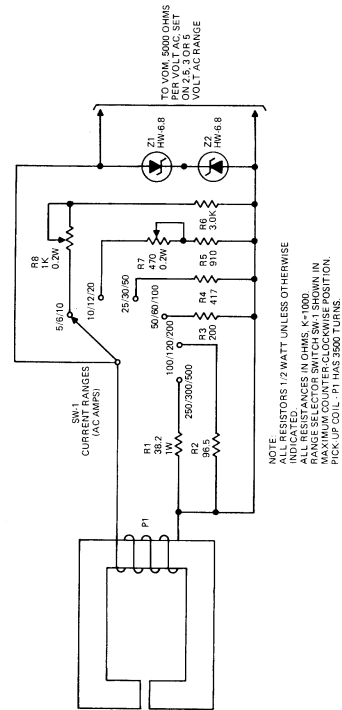 TO VOM, 5000 OHMS
PER VOLT AC, SET
ON 2.5, 3 OR 5
VOLT AC RANGE
Z1
HW-6.8
Z2
HW-6.8
R8
1K
0.2W
R7
470
0.2W
R6
3.0K
R5
910
R4
417
R3
200
5/6/10
10/12/20
25/30/50
50/60/100
100/120/200
250/300/500
SW-1
CURRENT RANGES
(AC AMPS)
R1
38.2
1W
R2
96.5
P1
NOTE:
ALL RESISTORS 1/2 WATT UNLESS OTHERWISE
INDICATED.
ALL RESISTANCES IN OHMS, K=1000.
RANGE SELECTOR SWITCH SW-1 SHOWN IN
MAXIMUM COUNTER-CLOCKWISE POSITION.
PICK-UP COIL - P1 HAS 3500 TURNS.